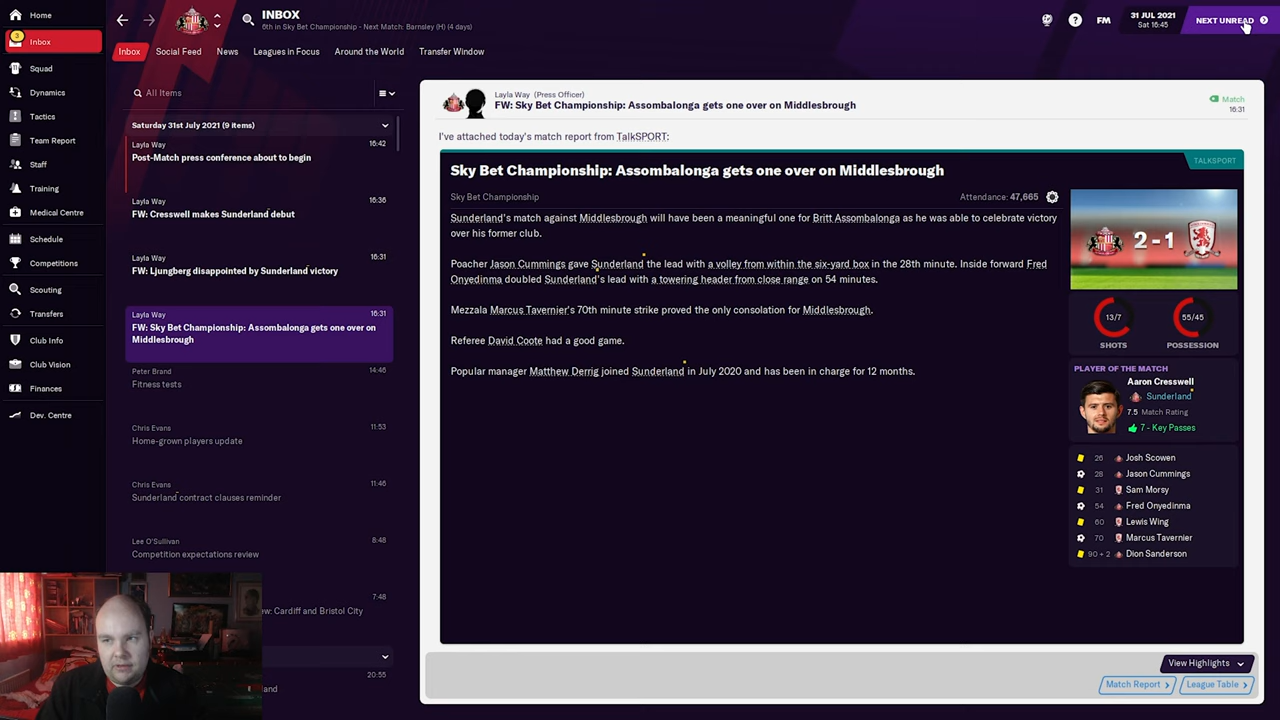 Home
Inbox
3
Squad
Dynamics
Tactics
Team Report
Staff
Training
Medical Centre
Schedule
Competitions
Scouting
Transfers
Club Info
Club Vision
Finances
Dev. Centre
INBOX
6th in Sky Bet Championship - Next Match: Barnsley (H) (4 days)
?
FM
31 JUL 2021
Sat 16:45
NEXT UNREAD
Inbox
Social Feed
News
Leagues in Focus
Around the World
Transfer Window
All Items
Saturday 31st July 2021 (9 items)
Layla Way
16:42
Post-Match press conference about to begin
Layla Way
16:36
FW: Cresswell makes Sunderland debut
Layla Way
16:31
FW: Ljungberg disappointed by Sunderland victory
Layla Way
16:31
FW: Sky Bet Championship: Assombalonga gets one over on
Middlesbrough
Peter Brand
14:46
Fitness tests
Chris Evans
11:53
Home-grown players update
Chris Evans
11:46
Sunderland contract clauses reminder
Lee O'Sullivan
8:48
Competition expectations review
7:48
ow: Cardiff and Bristol City
20:55
land
Layla Way (Press Officer)
FW: Sky Bet Championship: Assombalonga gets one over on Middlesbrough
Match
16:31
I've attached today's match report from TalkSPORT:
Sky Bet Championship: Assombalonga gets one over on Middlesbrough
TALKSPORT
Sky Bet Championship
Attendance: 47,665
Sunderland's match against Middlesbrough will have been a meaningful one for Britt Assombalonga as he was able to celebrate victory
over his former club.
Poacher Jason Cummings gave Sunderland the lead with a volley from within the six-yard box in the 28th minute. Inside forward Fred
Onyedinma doubled Sunderland's lead with a towering header from close range on 54 minutes.
Mezzala Marcus Tavernier's 70th minute strike proved the only consolation for Middlesbrough.
Referee David Coote had a good game.
Popular manager Matthew Derrig joined Sunderland in July 2020 and has been in charge for 12 months.
2 - 1
13/7
SHOTS
55/45
POSSESSION
PLAYER OF THE MATCH
Aaron Cresswell
Sunderland
7.5 Match Rating
7 - Key Passes
26 Josh Scowen
28 Jason Cummings
31 Sam Morsy
54 Fred Onyedinma
60 Lewis Wing
70 Marcus Tavernier
90 + 2 Dion Sanderson
View Highlights
Match Report
League Table